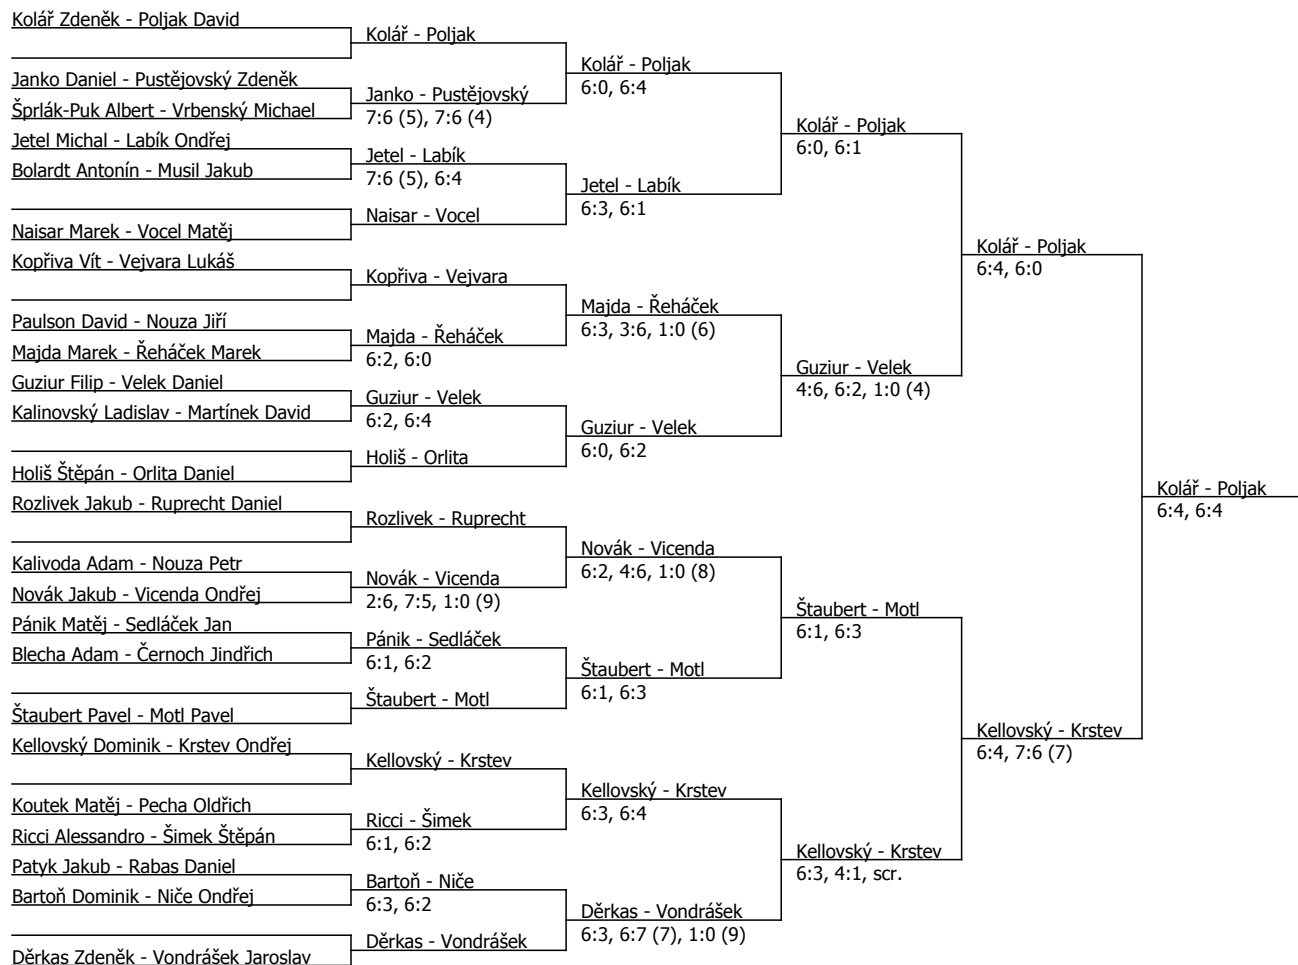 Kolář Zdeněk - Poljak David
Janko Daniel - Pustějovský Zdeněk
Šprlák-Puk Albert - Vrbenský Michael
Jetel Michal - Labík Ondřej
Bolardt Antonín - Musil Jakub
Naisar Marek - Vocel Matěj
Kopřiva Vít - Vejvara Lukáš
Paulson David - Nouza Jiří
Majda Marek - Řeháček Marek
Guziur Filip - Velek Daniel
Kalinovský Ladislav - Martínek David
Holiš Štěpán - Orlita Daniel
Rozlivek Jakub - Ruprecht Daniel
Kalivoda Adam - Nouza Petr
Novák Jakub - Vicenda Ondřej
Pánik Matěj - Sedláček Jan
Blecha Adam - Černoch Jindřich
Štaubert Pavel - Motl Pavel
Kellovský Dominik - Krstev Ondřej
Koutek Matěj - Pecha Oldřich
Ricci Alessandro - Šimek Štěpán
Patyk Jakub - Rabas Daniel
Bartoň Dominik - Niče Ondřej
Děrkas Zdeněk - Vondrášek Jaroslav
Kolář - Poljak
Janko - Pustějovský
7:6 (5), 7:6 (4)
Jetel - Labík
7:6 (5), 6:4
Naisar - Vocel
Kopřiva - Vejvara
Majda - Řeháček
6:2, 6:0
Guziur - Velek
6:2, 6:4
Holiš - Orlita
Rozlivek - Ruprecht
Novák - Vicenda
2:6, 7:5, 1:0 (9)
Pánik - Sedláček
6:1, 6:2
Štaubert - Motl
Kellovský - Krstev
Ricci - Šimek
6:1, 6:2
Bartoň - Niče
6:3, 6:2
Děrkas - Vondrášek
Kolář - Poljak
6:0, 6:4
Jetel - Labík
6:3, 6:1
Majda - Řeháček
6:3, 3:6, 1:0 (6)
Guziur - Velek
6:0, 6:2
Novák - Vicenda
6:2, 4:6, 1:0 (8)
Štaubert - Motl
6:1, 6:3
Kellovský - Krstev
6:3, 6:4
Děrkas - Vondrášek
6:3, 6:7 (7), 1:0 (9)
Kolář - Poljak
6:0, 6:1
Guziur - Velek
4:6, 6:2, 1:0 (4)
Štaubert - Motl
6:1, 6:3
Kellovský - Krstev
6:3, 4:1, scr.
Kolář - Poljak
6:4, 6:0
Kellovský - Krstev
6:4, 7:6 (7)
Kolář - Poljak
6:4, 6:4